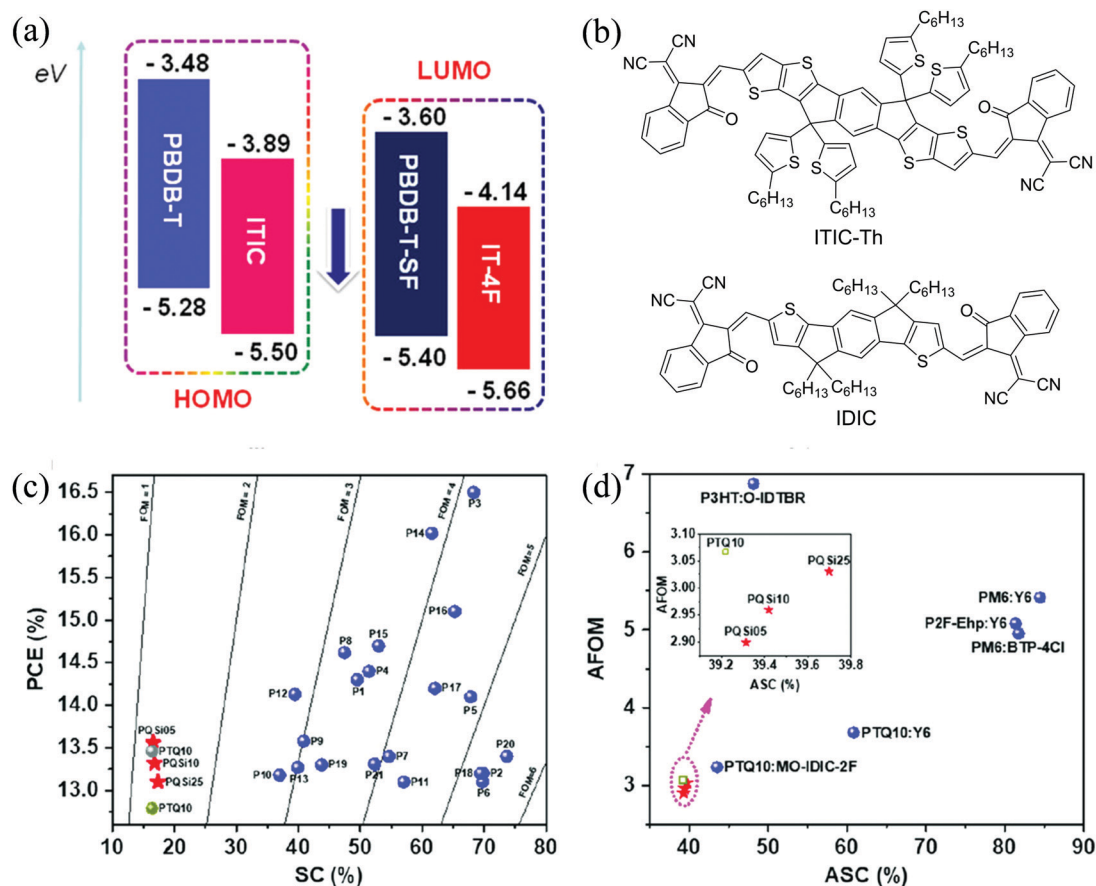 (a)
eV
- 3.48
PBDB-T
- 5.28
- 3.89
ITIC
- 5.50
HOMO
LUMO
- 3.60
PBDB-T-SF
- 5.40
- 4.14
IT-4F
- 5.66
(b)
C6H13
C6H13
CN
NC
S
S
S
S
O
O
S
S
S
S
CN
NC
C6H13
C6H13
ITIC-Th
CN
NC
C6H13
C6H13
S
O
O
S
C6H13
C6H13
CN
NC
IDIC
(c)
PCE (%)
16.5
16.0
15.5
15.0
14.5
14.0
13.5
13.0
FOM = 1
FOM = 2
FOM = 3
FOM = 4
FOM = 5
FOM = 6
P3
P14
P16
P15
P8
P4
P1
P12
P17
P5
P9
P7
P20
P10
P13
P19
P21
P11
P18
P2
P6
PQSi05
PTQ10
PQSi10
PQSi25
PTQ10
10 20 30 40 50 60 70 80
SC (%)
(d)
AFOM
7
6
5
4
3
P3HT:O-IDTBR
PM6:Y6
P2F-Ehp:Y6
PM6:BTP-4Cl
PTQ10:Y6
PTQ10:MO-IDIC-2F
AFOM
3.10
3.05
3.00
2.95
2.90
PTQ10
PQSi25
PQSi10
PQSi05
39.2 39.4 39.6 39.8
ASC (%)
40 50 60 70 80 90
ASC (%)